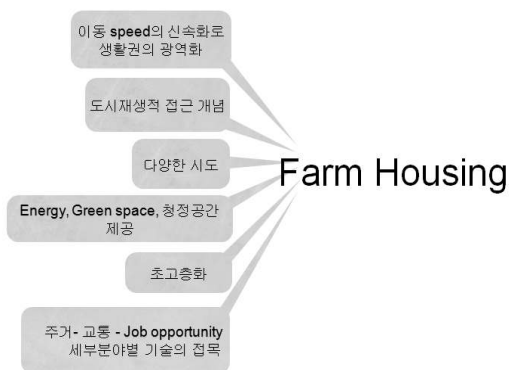 이동 speed의 신속화로
생활권의 광역화
도시재생적 접근 개념
다양한 시도
Farm Housing
Energy, Green space, 청정공간
제공
초고층화
주거- 교통 - Job opportunity
세부분야별 기술의 접목